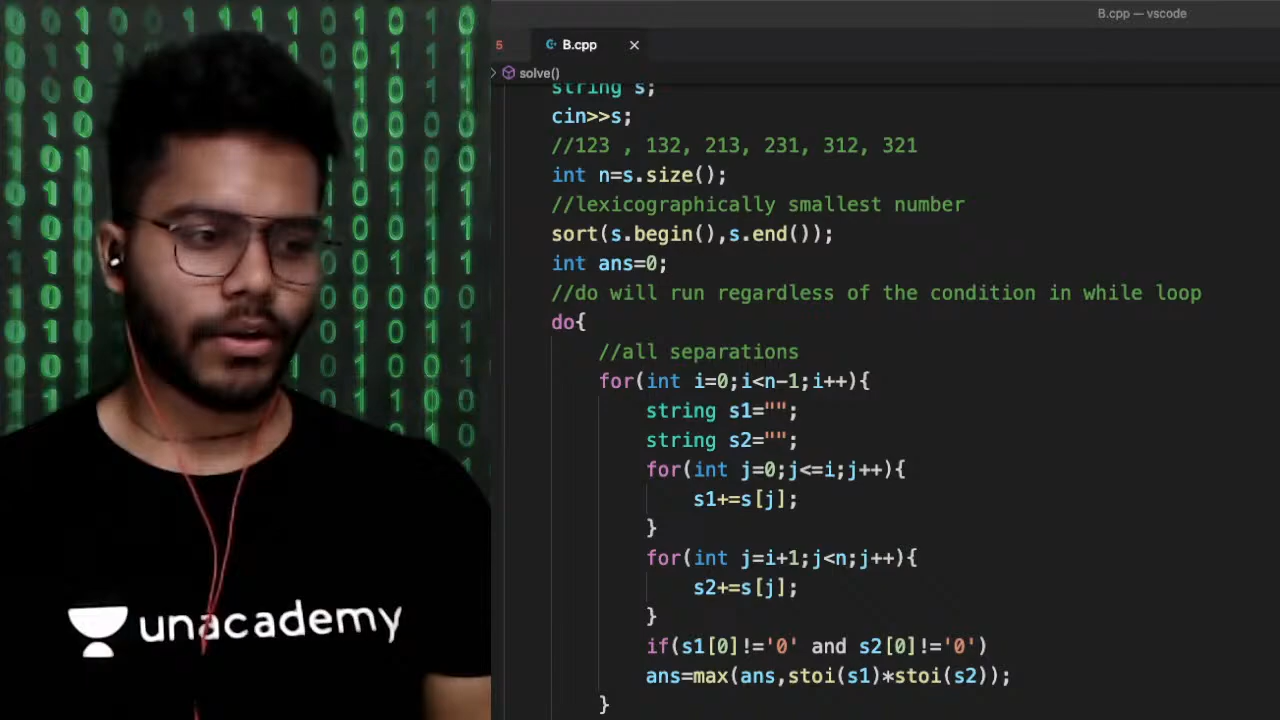 B.cpp — vscode
5 B.cpp
solve()
string s;
cin>>s;
//123 , 132, 213, 231, 312, 321
int n=s.size();
//lexicographically smallest number
sort(s.begin(),s.end());
int ans=0;
//do will run regardless of the condition in while loop
do{
//all separations
for(int i=0;i<n-1;i++){
string s1="";
string s2="";
for(int j=0;j<=i;j++){
s1+=s[j];
}
for(int j=i+1;j<n;j++){
s2+=s[j];
}
if(s1[0]!='0' and s2[0]!='0')
ans=max(ans,stoi(s1)*stoi(s2));
}
unacademy